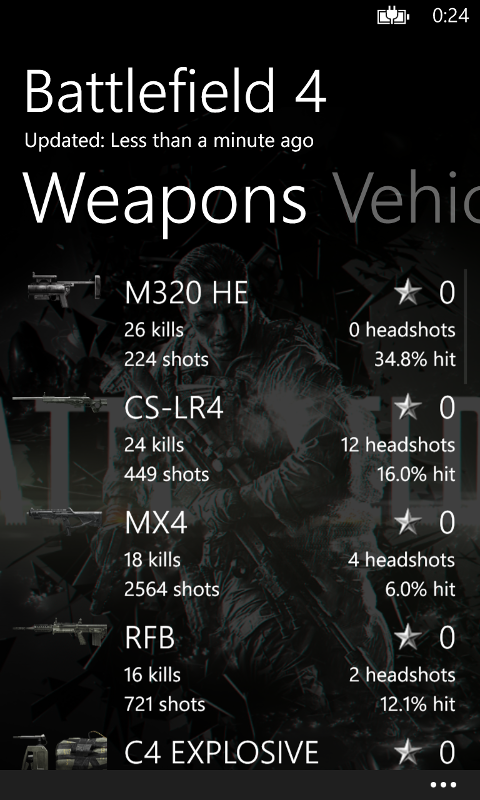 0:24
Battlefield 4
Updated: Less than a minute ago
Weapons Vehic
M320 HE 0
26 kills 0 headshots
224 shots 34.8% hit
CS-LR4 0
24 kills 12 headshots
449 shots 16.0% hit
MX4 0
18 kills 4 headshots
2564 shots 6.0% hit
RFB 0
16 kills 2 headshots
721 shots 12.1% hit
C4 EXPLOSIVE 0